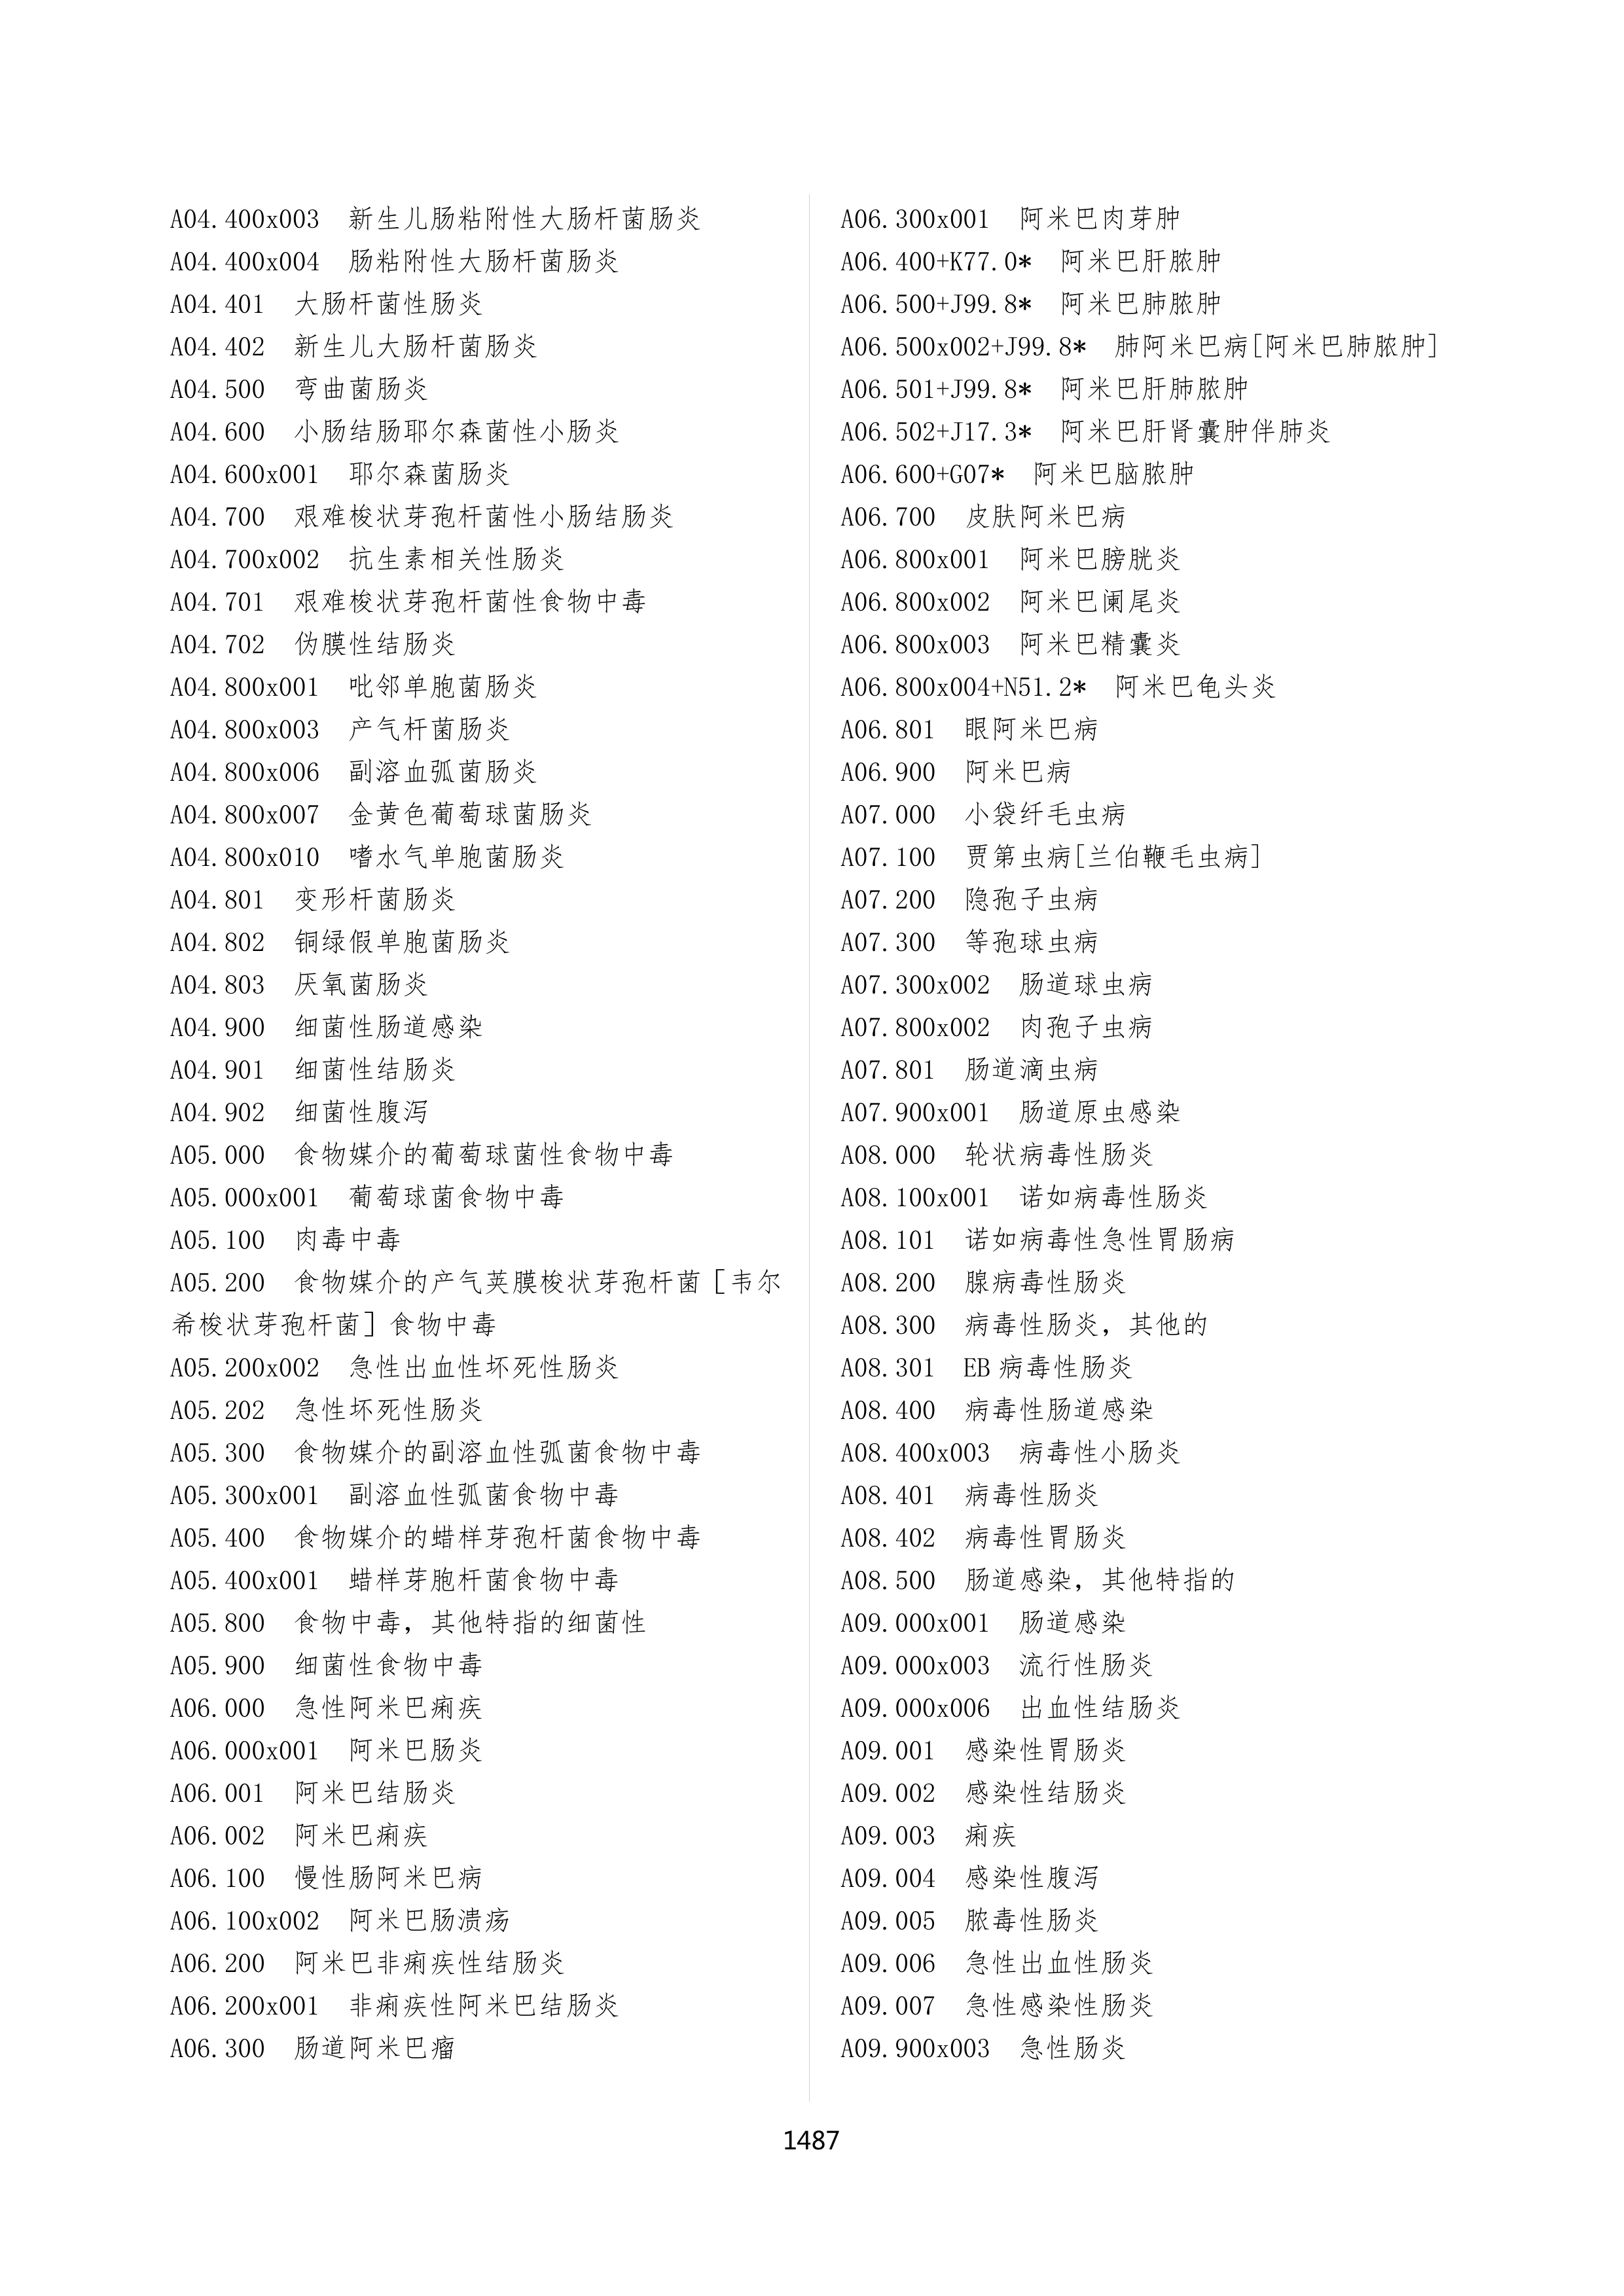 A04.400x003 新生儿肠粘附性大肠杆菌肠炎
A04.400x004 肠粘附性大肠杆菌肠炎
A04.401 大肠杆菌性肠炎
A04.402 新生儿大肠杆菌肠炎
A04.500 弯曲菌肠炎
A04.600 小肠结肠耶尔森菌性小肠炎
A04.600x001 耶尔森菌肠炎
A04.700 艰难梭状芽孢杆菌性小肠结肠炎
A04.700x002 抗生素相关性肠炎
A04.701 艰难梭状芽孢杆菌性食物中毒
A04.702 伪膜性结肠炎
A04.800x001 吡邻单胞菌肠炎
A04.800x003 产气杆菌肠炎
A04.800x006 副溶血弧菌肠炎
A04.800x007 金黄色葡萄球菌肠炎
A04.800x010 嗜水气单胞菌肠炎
A04.801 变形杆菌肠炎
A04.802 铜绿假单胞菌肠炎
A04.803 厌氧菌肠炎
A04.900 细菌性肠道感染
A04.901 细菌性结肠炎
A04.902 细菌性腹泻
A05.000 食物媒介的葡萄球菌性食物中毒
A05.000x001 葡萄球菌食物中毒
A05.100 肉毒中毒
A05.200 食物媒介的产气荚膜梭状芽孢杆菌［韦尔
希梭状芽孢杆菌］食物中毒
A05.200x002 急性出血性坏死性肠炎
A05.202 急性坏死性肠炎
A05.300 食物媒介的副溶血性弧菌食物中毒
A05.300x001 副溶血性弧菌食物中毒
A05.400 食物媒介的蜡样芽孢杆菌食物中毒
A05.400x001 蜡样芽胞杆菌食物中毒
A05.800 食物中毒，其他特指的细菌性
A05.900 细菌性食物中毒
A06.000 急性阿米巴痢疾
A06.000x001 阿米巴肠炎
A06.001 阿米巴结肠炎
A06.002 阿米巴痢疾
A06.100 慢性肠阿米巴病
A06.100x002 阿米巴肠溃疡
A06.200 阿米巴非痢疾性结肠炎
A06.200x001 非痢疾性阿米巴结肠炎
A06.300 肠道阿米巴瘤
A06.300x001 阿米巴肉芽肿
A06.400+K77.0* 阿米巴肝脓肿
A06.500+J99.8* 阿米巴肺脓肿
A06.500x002+J99.8* 肺阿米巴病[阿米巴肺脓肿]
A06.501+J99.8* 阿米巴肝肺脓肿
A06.502+J17.3* 阿米巴肝肾囊肿伴肺炎
A06.600+G07* 阿米巴脑脓肿
A06.700 皮肤阿米巴病
A06.800x001 阿米巴膀胱炎
A06.800x002 阿米巴阑尾炎
A06.800x003 阿米巴精囊炎
A06.800x004+N51.2* 阿米巴龟头炎
A06.801 眼阿米巴病
A06.900 阿米巴病
A07.000 小袋纤毛虫病
A07.100 贾第虫病[兰伯鞭毛虫病]
A07.200 隐孢子虫病
A07.300 等孢球虫病
A07.300x002 肠道球虫病
A07.800x002 肉孢子虫病
A07.801 肠道滴虫病
A07.900x001 肠道原虫感染
A08.000 轮状病毒性肠炎
A08.100x001 诺如病毒性肠炎
A08.101 诺如病毒性急性胃肠病
A08.200 腺病毒性肠炎
A08.300 病毒性肠炎，其他的
A08.301 EB病毒性肠炎
A08.400 病毒性肠道感染
A08.400x003 病毒性小肠炎
A08.401 病毒性肠炎
A08.402 病毒性胃肠炎
A08.500 肠道感染，其他特指的
A09.000x001 肠道感染
A09.000x003 流行性肠炎
A09.000x006 出血性结肠炎
A09.001 感染性胃肠炎
A09.002 感染性结肠炎
A09.003 痢疾
A09.004 感染性腹泻
A09.005 脓毒性肠炎
A09.006 急性出血性肠炎
A09.007 急性感染性肠炎
A09.900x003 急性肠炎
1487